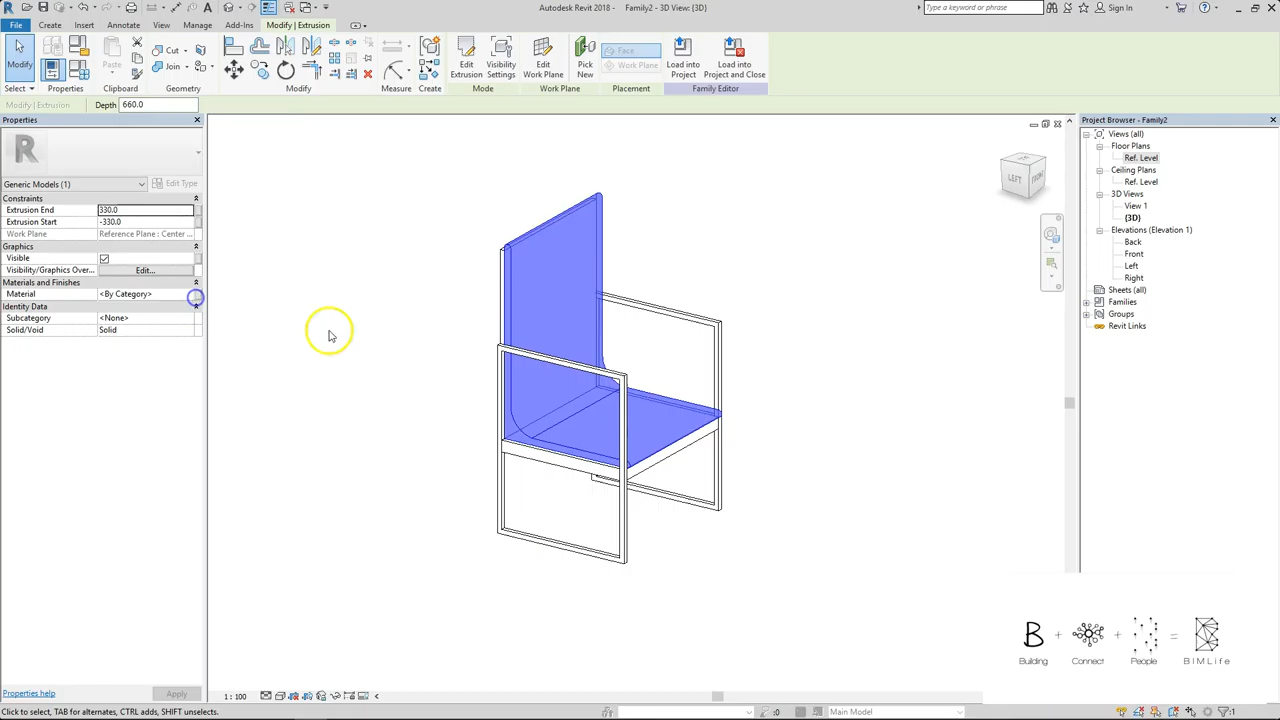 Autodesk Revit 2018 - Family2 - 3D View: {3D}
Type a keyword or phrase
Sign In
File
Create
Insert
Annotate
View
Manage
Add-Ins
Modify
Modify | Extrusion
Modify
Paste
Cut
Join
Edit Extrusion
Visibility Settings
Edit Work Plane
Pick New
Face
Work Plane
Load into Project
Load into Project and Close
Select
Properties
Clipboard
Geometry
Modify
Measure
Create
Mode
Work Plane
Placement
Family Editor
Modify | Extrusion
Depth 660.0
Properties
R
Generic Models (1)
Edit Type
Constraints
Extrusion End 330.0
Extrusion Start -330.0
Work Plane Reference Plane : Center ...
Graphics
Visible
Visibility/Graphics Over... Edit...
Materials and Finishes
Material <By Category>
Identity Data
Subcategory <None>
Solid/Void Solid
Properties help
Apply
LEFT FRONT
Project Browser - Family2
Views (all)
Floor Plans
Ref. Level
Ceiling Plans
Ref. Level
3D Views
View 1
{3D}
Elevations (Elevation 1)
Back
Front
Left
Right
Sheets (all)
Families
Groups
Revit Links
B + + =
Building Connect People BIMLife
1 : 100
Click to select, TAB for alternates, CTRL adds, SHIFT unselects.
:0
Main Model
:1